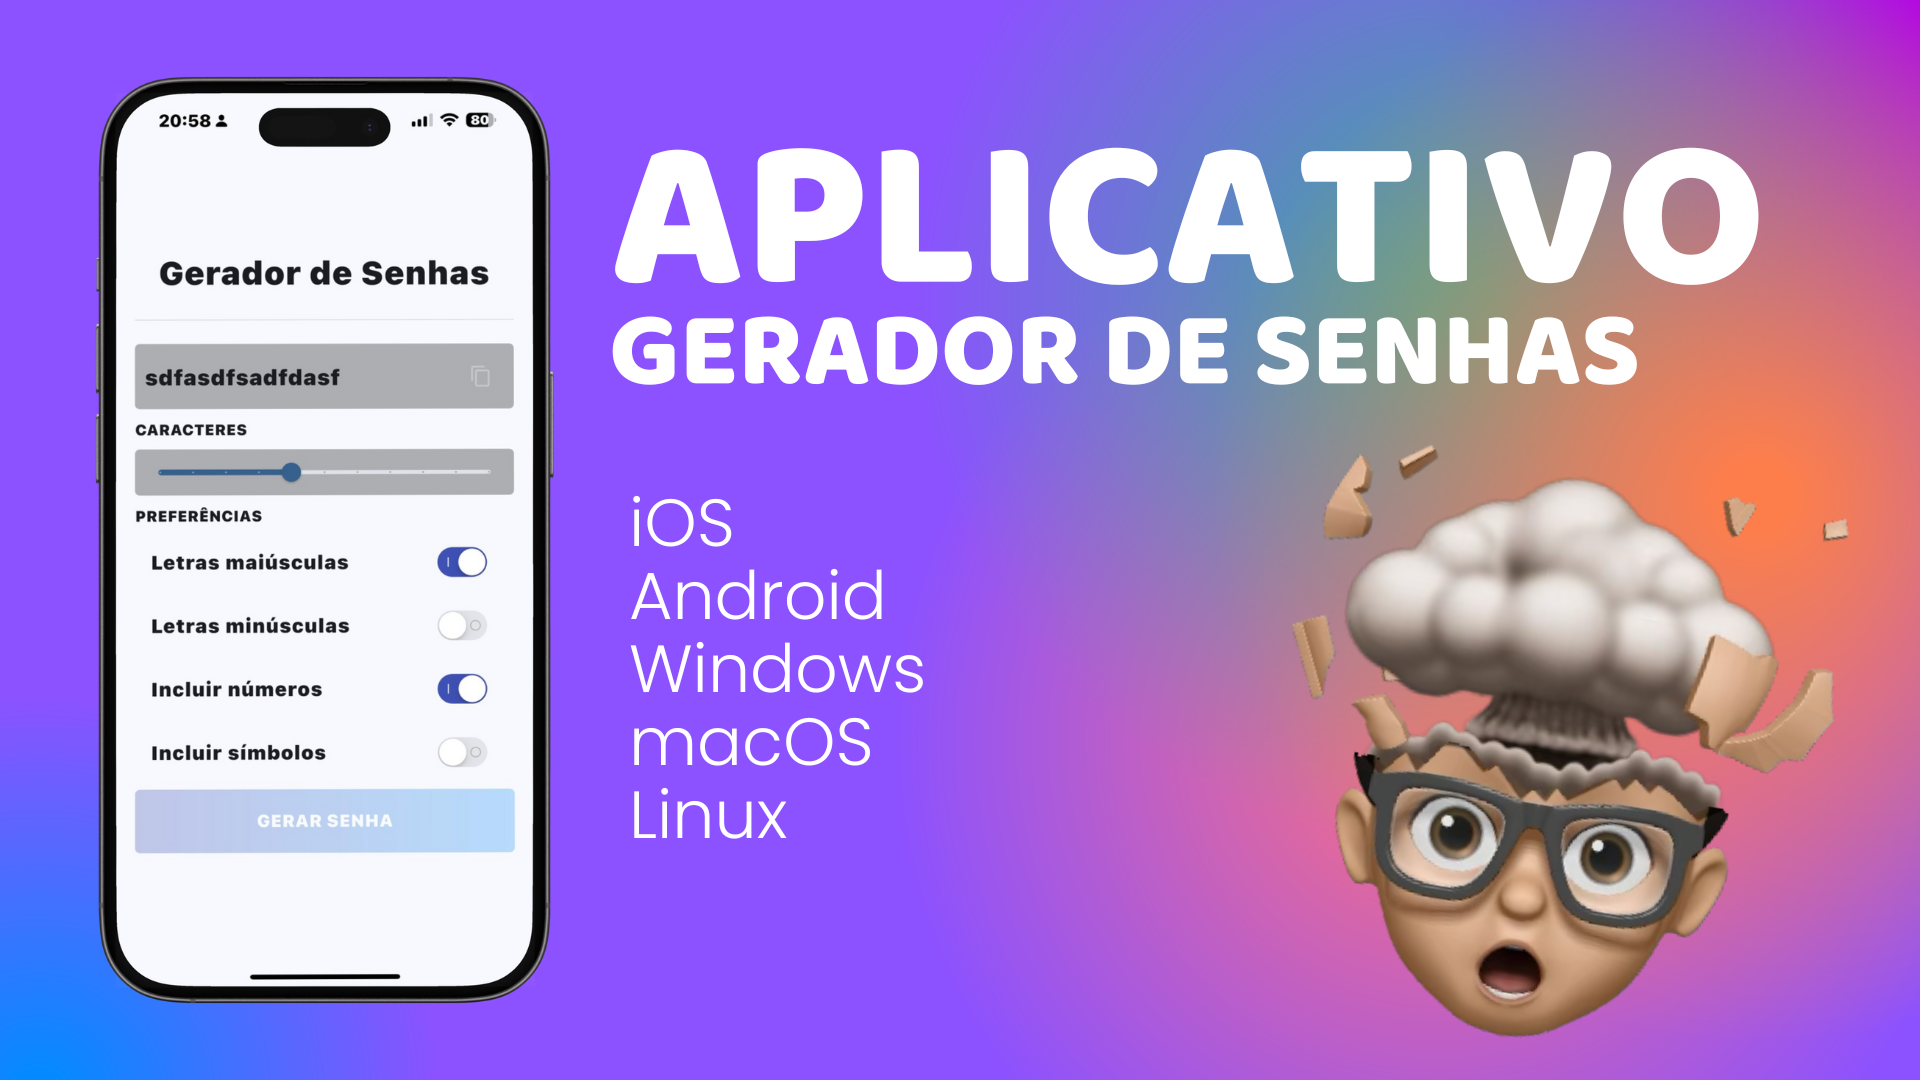 20:58
80
Gerador de Senhas
sdfasdfsadfdasf
CARACTERES
PREFERÊNCIAS
Letras maiúsculas
Letras minúsculas
Incluir números
Incluir símbolos
GERAR SENHA
APLICATIVO
GERADOR DE SENHAS
iOS
Android
Windows
macOS
Linux